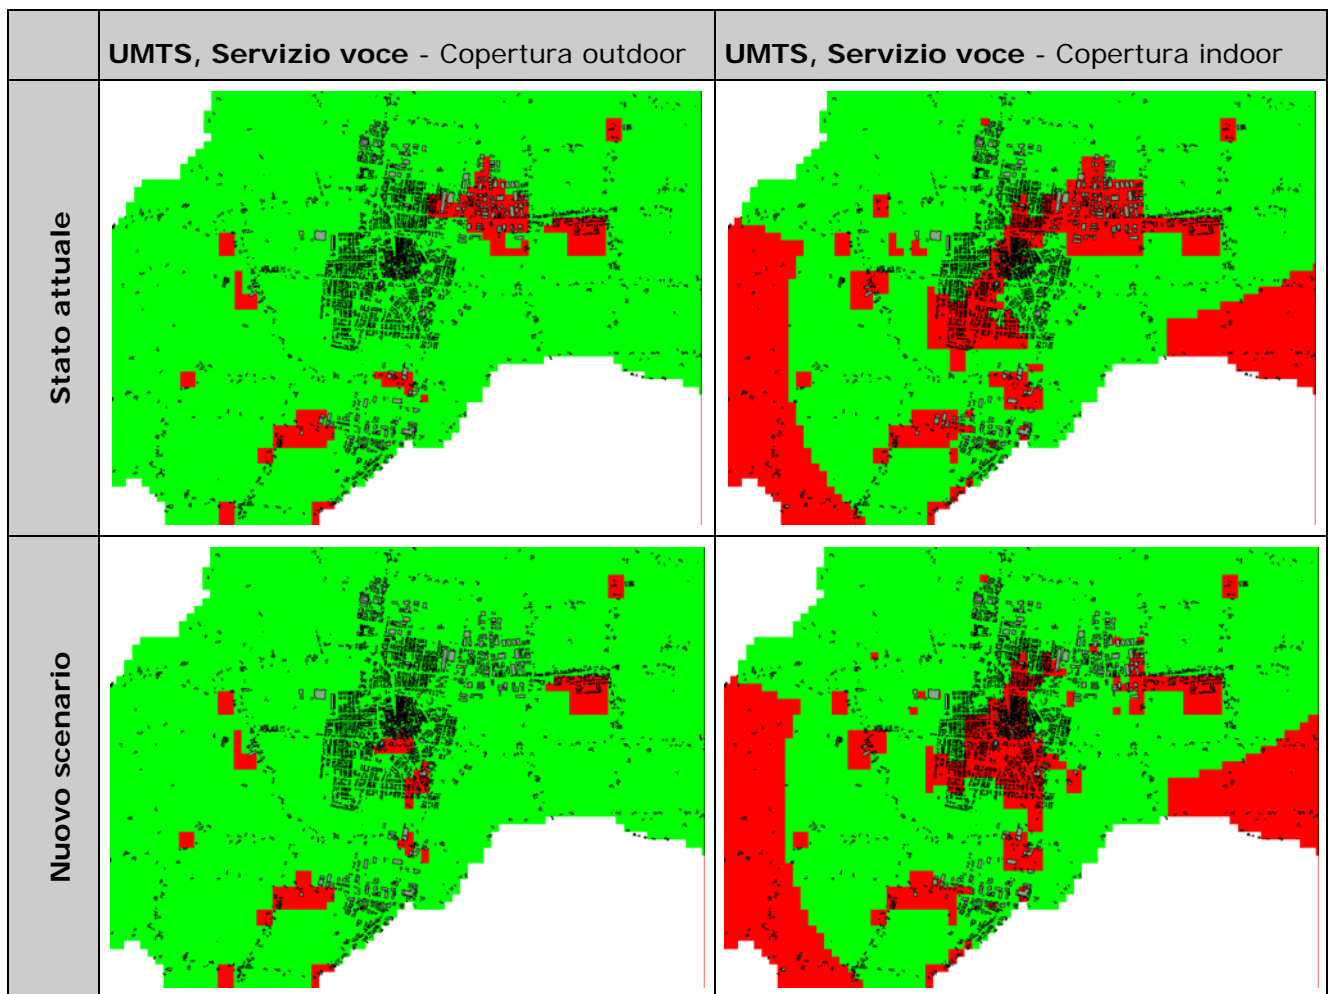 UMTS, Servizio voce - Copertura outdoor
UMTS, Servizio voce - Copertura indoor
Stato attuale
Nuovo scenario